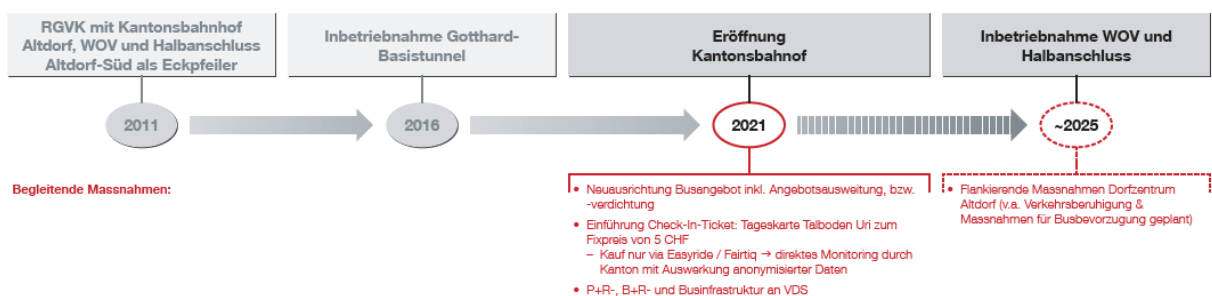 RGVK mit Kantonsbahnhof
Altdorf, WOV und Halbanschluss
Altdorf-Süd als Eckpfeiler
Inbetriebnahme Gotthard-
Basistunnel
Eröffnung
Kantonsbahnof
Inbetriebnahme WOV und
Halbanschluss
2011
2016
2021
~2025
Begleitende Massnahmen:
• Neuausrichtung Busangebot inkl. Angebotsausweitung, bzw.
-verdichtung
• Einführung Check-In-Ticket: Tageskarte Talboden Uri zum
Fixpreis von 5 CHF
– Kauf nur via Easyride / Fairtiq → direktes Monitoring durch
Kanton mit Auswertung anonymisierter Daten
• P+R-, B+R- und Businfrastruktur an VDS
• Flankierende Massnahmen Dorfzentrum
Altdorf (v.a. Verkehrsberuhigung &
Massnahmen für Busbevorzugung geplant)